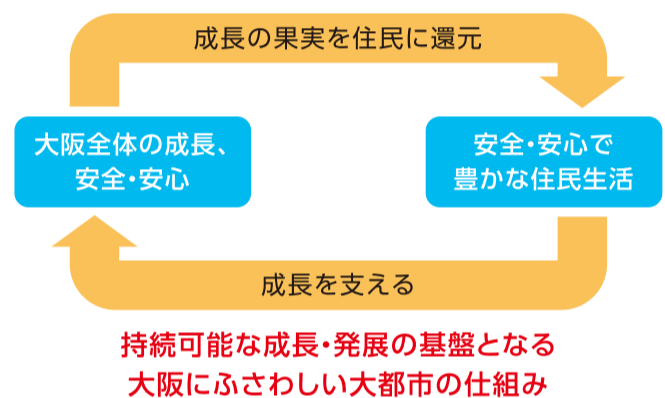 成長の果実を住民に還元
大阪全体の成長、
安全・安心
安全・安心で
豊かな住民生活
成長を支える
持続可能な成長・発展の基盤となる
大阪にふさわしい大都市の仕組み